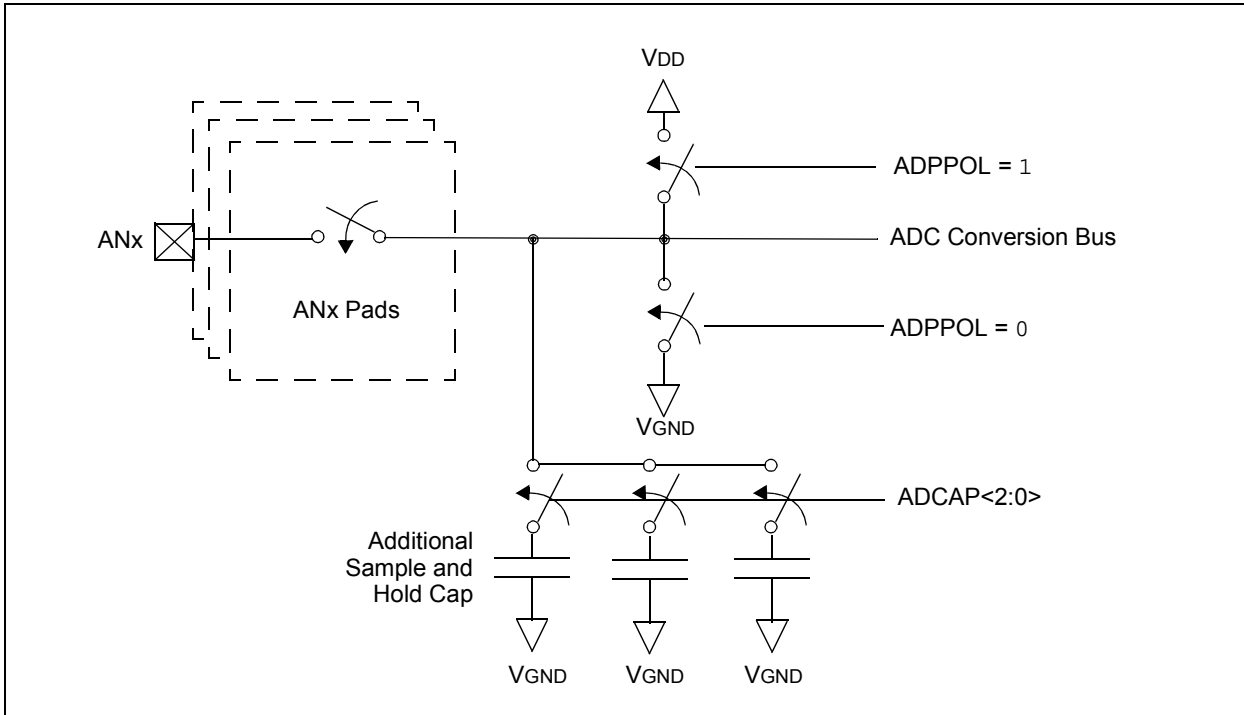 VDD
ADPPOL = 1
ANx
ADC Conversion Bus
ANx Pads
ADPPOL = 0
VGND
ADCAP<2:0>
Additional
Sample and
Hold Cap
VGND
VGND
VGND